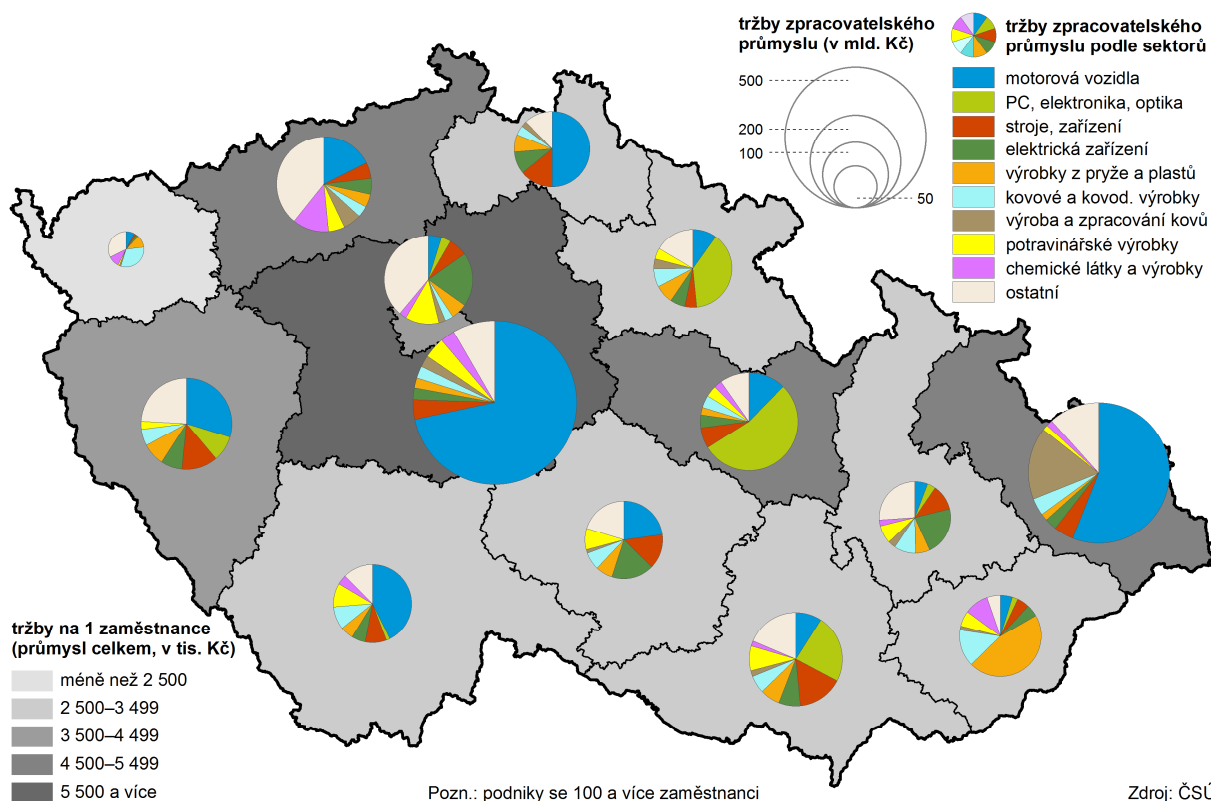 tržby zpracovatelského
průmyslu (v mld. Kč)
500
200
100
50
tržby zpracovatelského
průmyslu podle sektorů
motorová vozidla
PC, elektronika, optika
stroje, zařízení
elektrická zařízení
výrobky z pryže a plastů
kovové a kovod. výrobky
výroba a zpracování kovů
potravinářské výrobky
chemické látky a výrobky
ostatní
tržby na 1 zaměstnance
(průmysl celkem, v tis. Kč)
méně než 2 500
2 500–3 499
3 500–4 499
4 500–5 499
5 500 a více
Pozn.: podniky se 100 a více zaměstnanci
Zdroj: ČSÚ